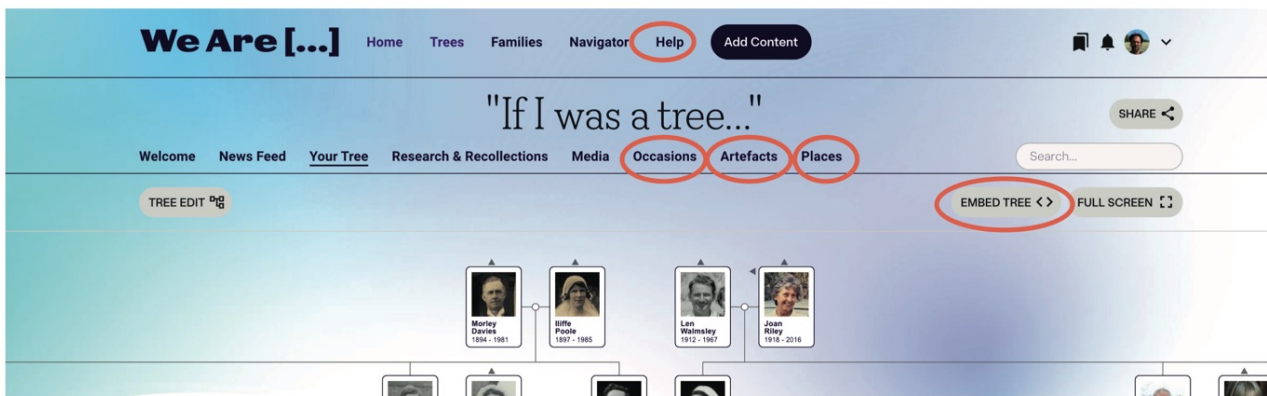 We Are [...] Home Trees Families Navigator Help Add Content
"If I was a tree..."
SHARE
Welcome News Feed Your Tree Research & Recollections Media Occasions Artefacts Places Search...
TREE EDIT EMBED TREE FULL SCREEN
Morley
Davies
1894 - 1981
Iliffe
Poole
1897 - 1985
Len
Walmsley
1912 - 1967
Joan
Riley
1918 - 2016